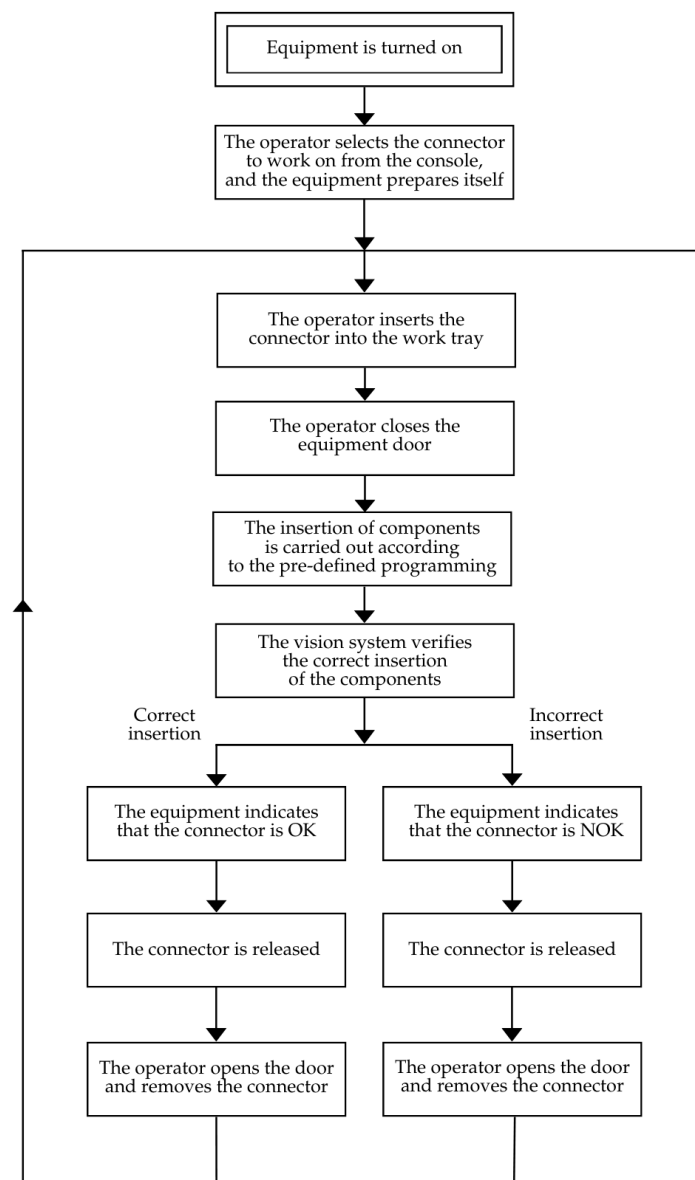 Equipment is turned on
The operator selects the connector
to work on from the console,
and the equipment prepares itself
The operator inserts the
connector into the work tray
The operator closes the
equipment door
The insertion of components
is carried out according
to the pre-defined programming
The vision system verifies
the correct insertion
of the components
Correct
insertion
Incorrect
insertion
The equipment indicates
that the connector is OK
The equipment indicates
that the connector is NOK
The connector is released
The connector is released
The operator opens the door
and removes the connector
The operator opens the door
and removes the connector